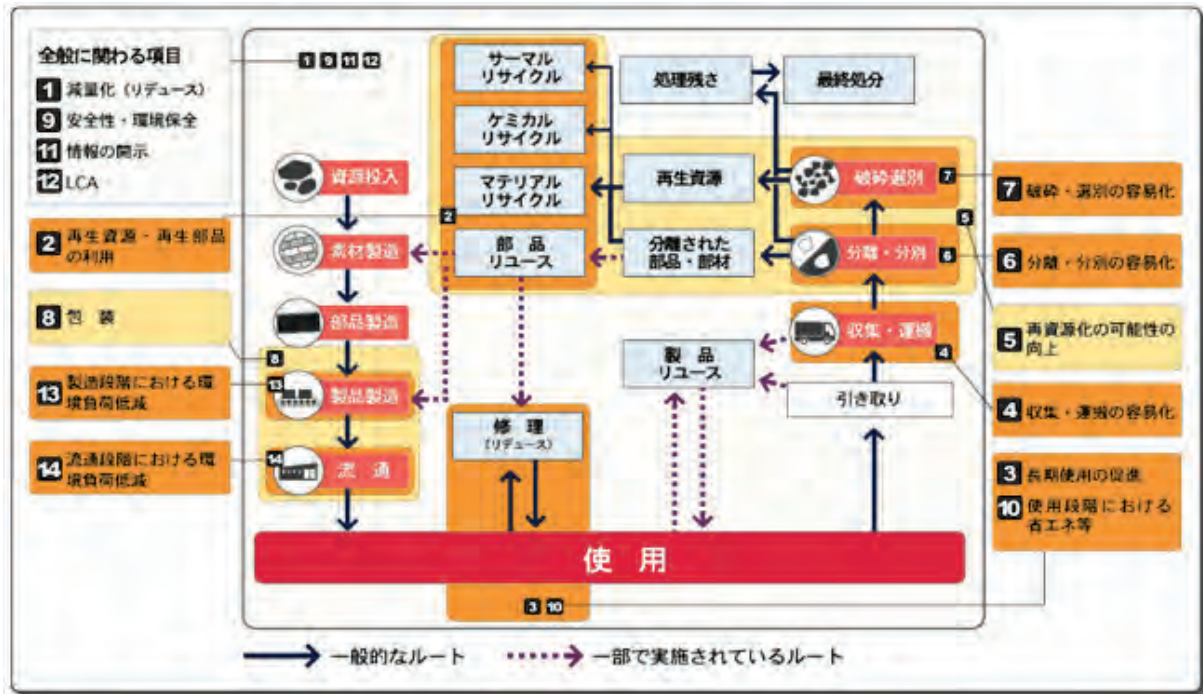 全般に関わる項目
1 減量化（リデュース）
9 安全性・環境保全
11 情報の開示
12 LCA
2 再生資源・再生部品
の利用
8 包 装
13 製造段階における環
境負荷低減
14 流通段階における環
境負荷低減
1 9 11 12
資源投入
素材製造
部品製造
8
13
製品製造
14
流 通
サーマル
リサイクル
ケミカル
リサイクル
マテリアル
リサイクル
2
部 品
リユース
修 理
（リデュース）
処理残さ
最終処分
再生資源
分離された
部品・部材
製 品
リユース
破砕選別
7
5
分離・分別
6
収集・運搬
4
引き取り
使 用
3 10
7 破砕・選別の容易化
6 分離・分別の容易化
5 再資源化の可能性の
向上
4 収集・運搬の容易化
3 長期使用の促進
10 使用段階における
省エネ等
一般的なルート
一部で実施されているルート